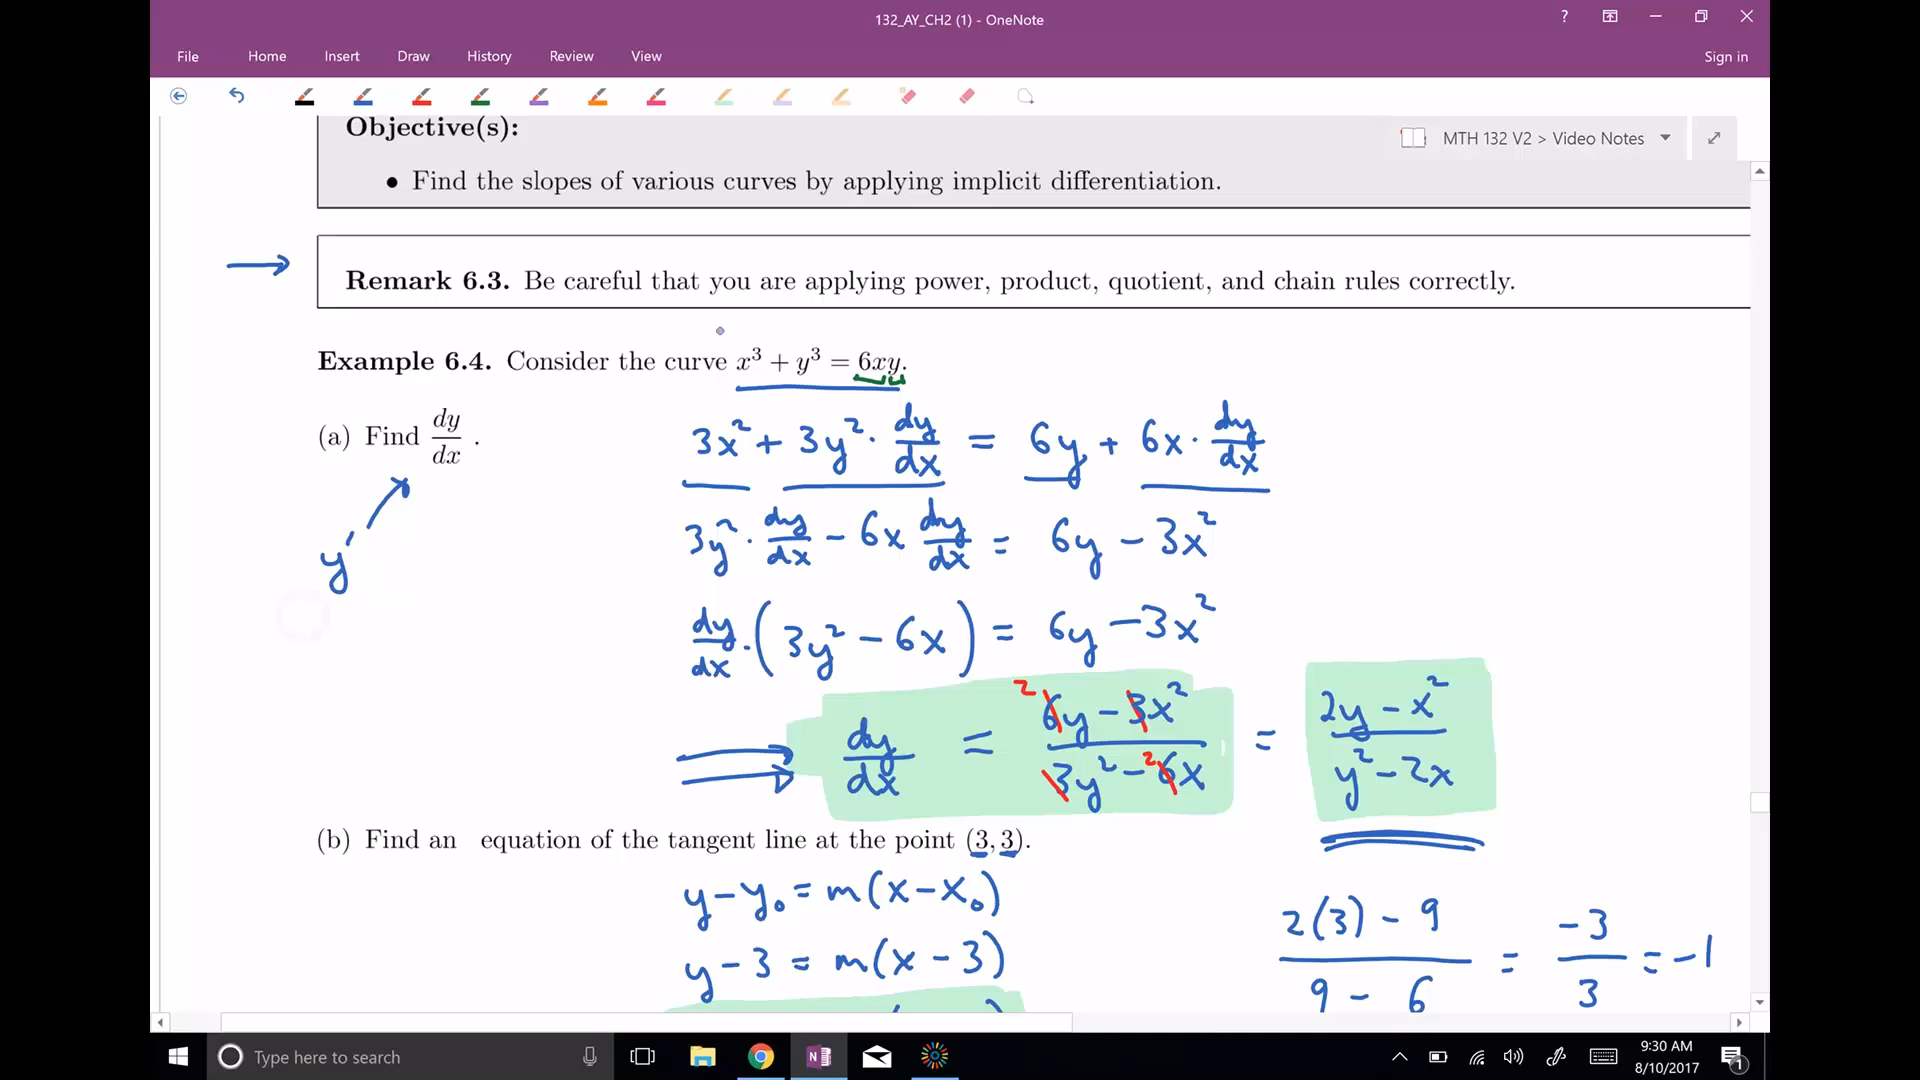 132_AY_CH2 (1) - OneNote
?
File Home Insert Draw History Review View Sign in
Objective(s):
MTH 132 V2 > Video Notes
• Find the slopes of various curves by applying implicit differentiation.
Remark 6.3. Be careful that you are applying power, product, quotient, and chain rules correctly.
Example 6.4. Consider the curve x³ + y³ = 6xy.
(a) Find dy/dx .
y'
3x² + 3y² · dy/dx = 6y + 6x · dy/dx
3y² · dy/dx - 6x dy/dx = 6y - 3x²
dy/dx · (3y² - 6x) = 6y - 3x²
dy/dx = (²6y - 3x²)/(3y² - ²6x) = (2y - x²)/(y² - 2x)
(b) Find an equation of the tangent line at the point (3, 3).
y - y₀ = m(x - x₀)
y - 3 = m(x - 3)
(2(3) - 9)/(9 - 6) = -3/3 = -1
Type here to search
9:30 AM
8/10/2017
1